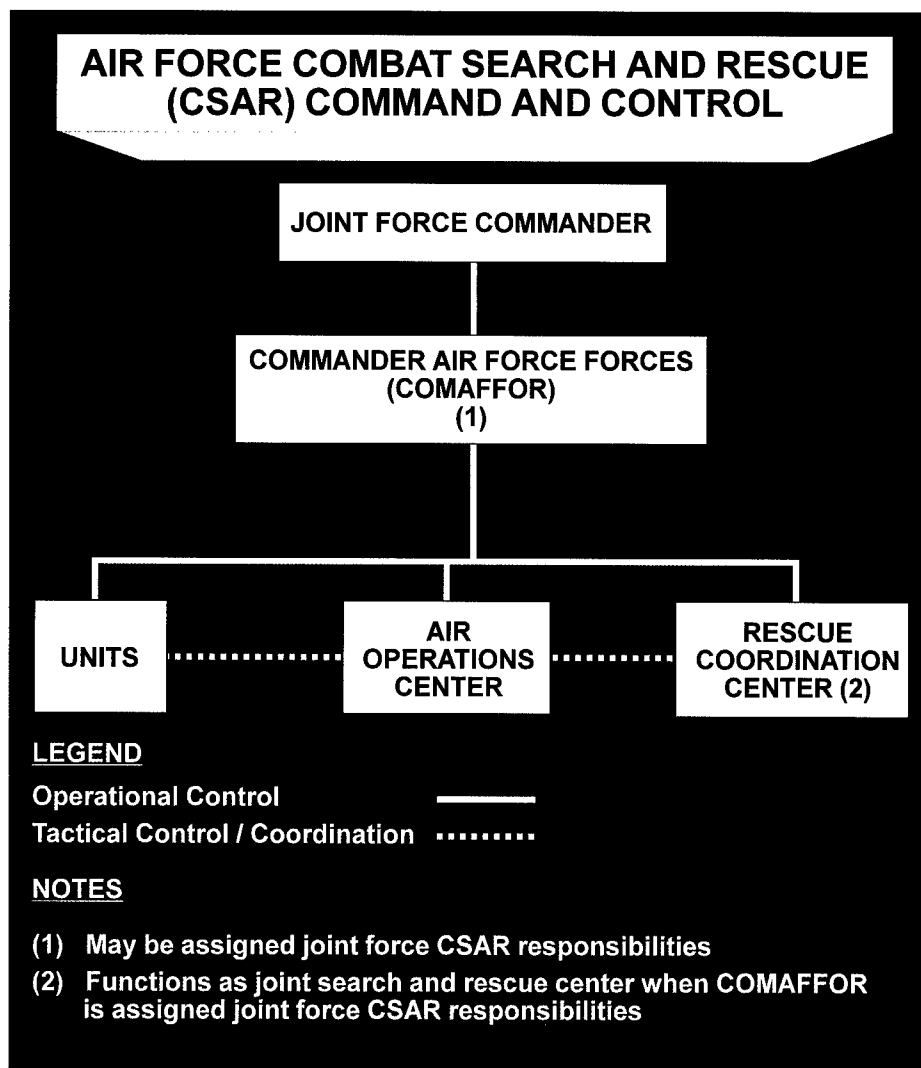 AIR FORCE COMBAT SEARCH AND RESCUE
(CSAR) COMMAND AND CONTROL
JOINT FORCE COMMANDER
COMMANDER AIR FORCE FORCES
(COMAFFOR)
(1)
UNITS
AIR
OPERATIONS
CENTER
RESCUE
COORDINATION
CENTER (2)
LEGEND
Operational Control
Tactical Control / Coordination
NOTES
(1) May be assigned joint force CSAR responsibilities
(2) Functions as joint search and rescue center when COMAFFOR
is assigned joint force CSAR responsibilities